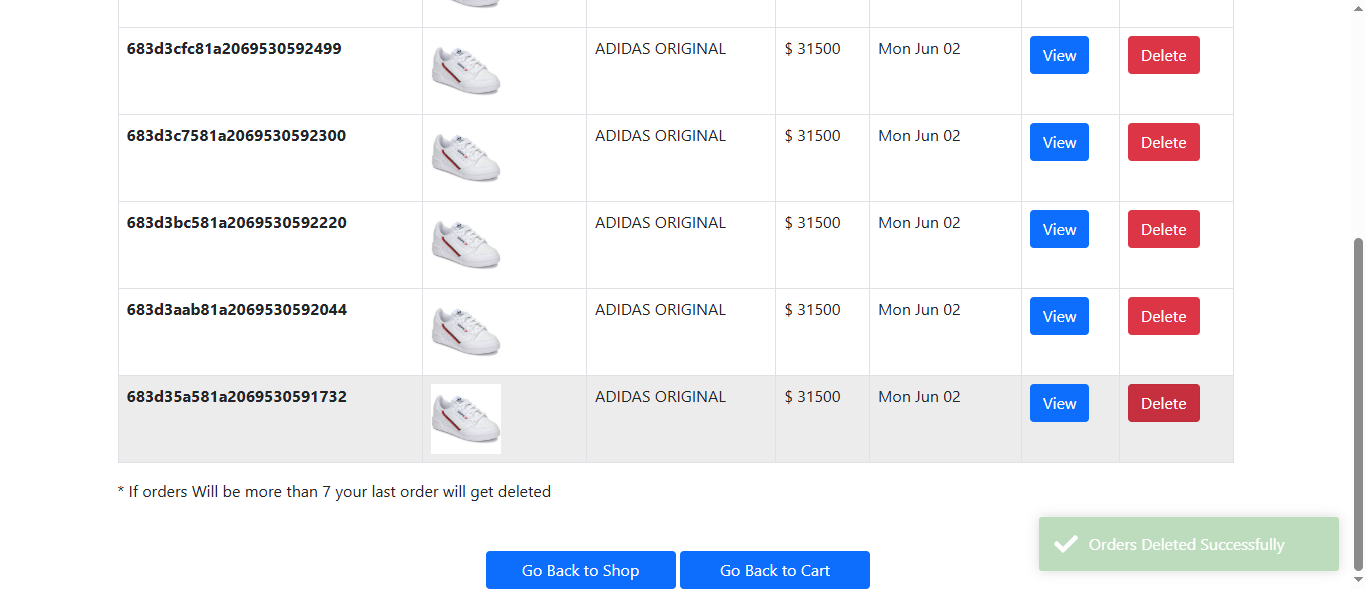 683d3cfc81a2069530592499 ADIDAS ORIGINAL $ 31500 Mon Jun 02 View Delete
683d3c7581a2069530592300 ADIDAS ORIGINAL $ 31500 Mon Jun 02 View Delete
683d3bc581a2069530592220 ADIDAS ORIGINAL $ 31500 Mon Jun 02 View Delete
683d3aab81a2069530592044 ADIDAS ORIGINAL $ 31500 Mon Jun 02 View Delete
683d35a581a2069530591732 ADIDAS ORIGINAL $ 31500 Mon Jun 02 View Delete
* If orders Will be more than 7 your last order will get deleted
Orders Deleted Successfully
Go Back to Shop Go Back to Cart